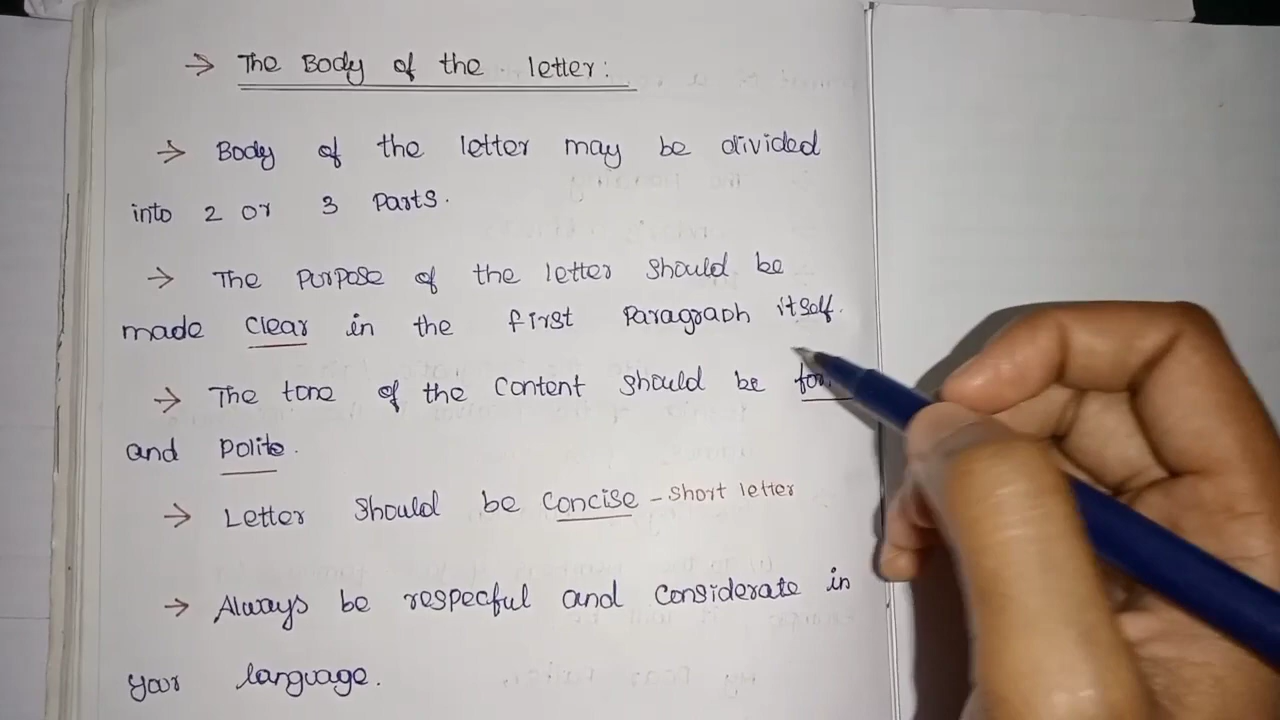 → The Body of the letter:
→ Body of the letter may be divided
into 2 or 3 Parts.
→ The Purpose of the letter should be
made clear in the first Paragraph itself.
→ The tone of the Content should be
and Polite.
→ Letter should be Concise - short letter
→ Always be respecful and considerate in
your language.